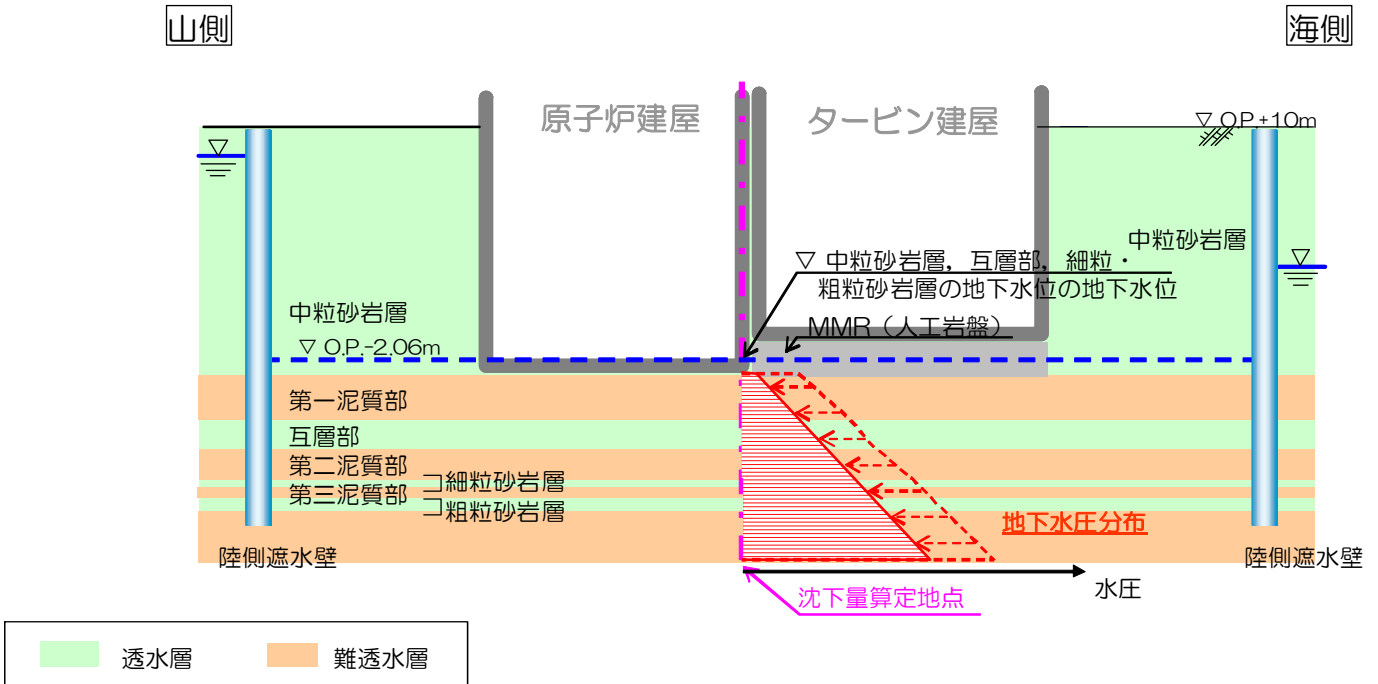 山側
海側
原子炉建屋
タービン建屋
▽ O.P.+10m
中粒砂岩層
▽ 中粒砂岩層，互層部，細粒・
粗粒砂岩層の地下水位の地下水位
MMR（人工岩盤）
中粒砂岩層
▽ O.P.-2.06m
第一泥質部
互層部
第二泥質部
細粒砂岩層
第三泥質部
粗粒砂岩層
地下水圧分布
陸側遮水壁
陸側遮水壁
水圧
沈下量算定地点
透水層
難透水層